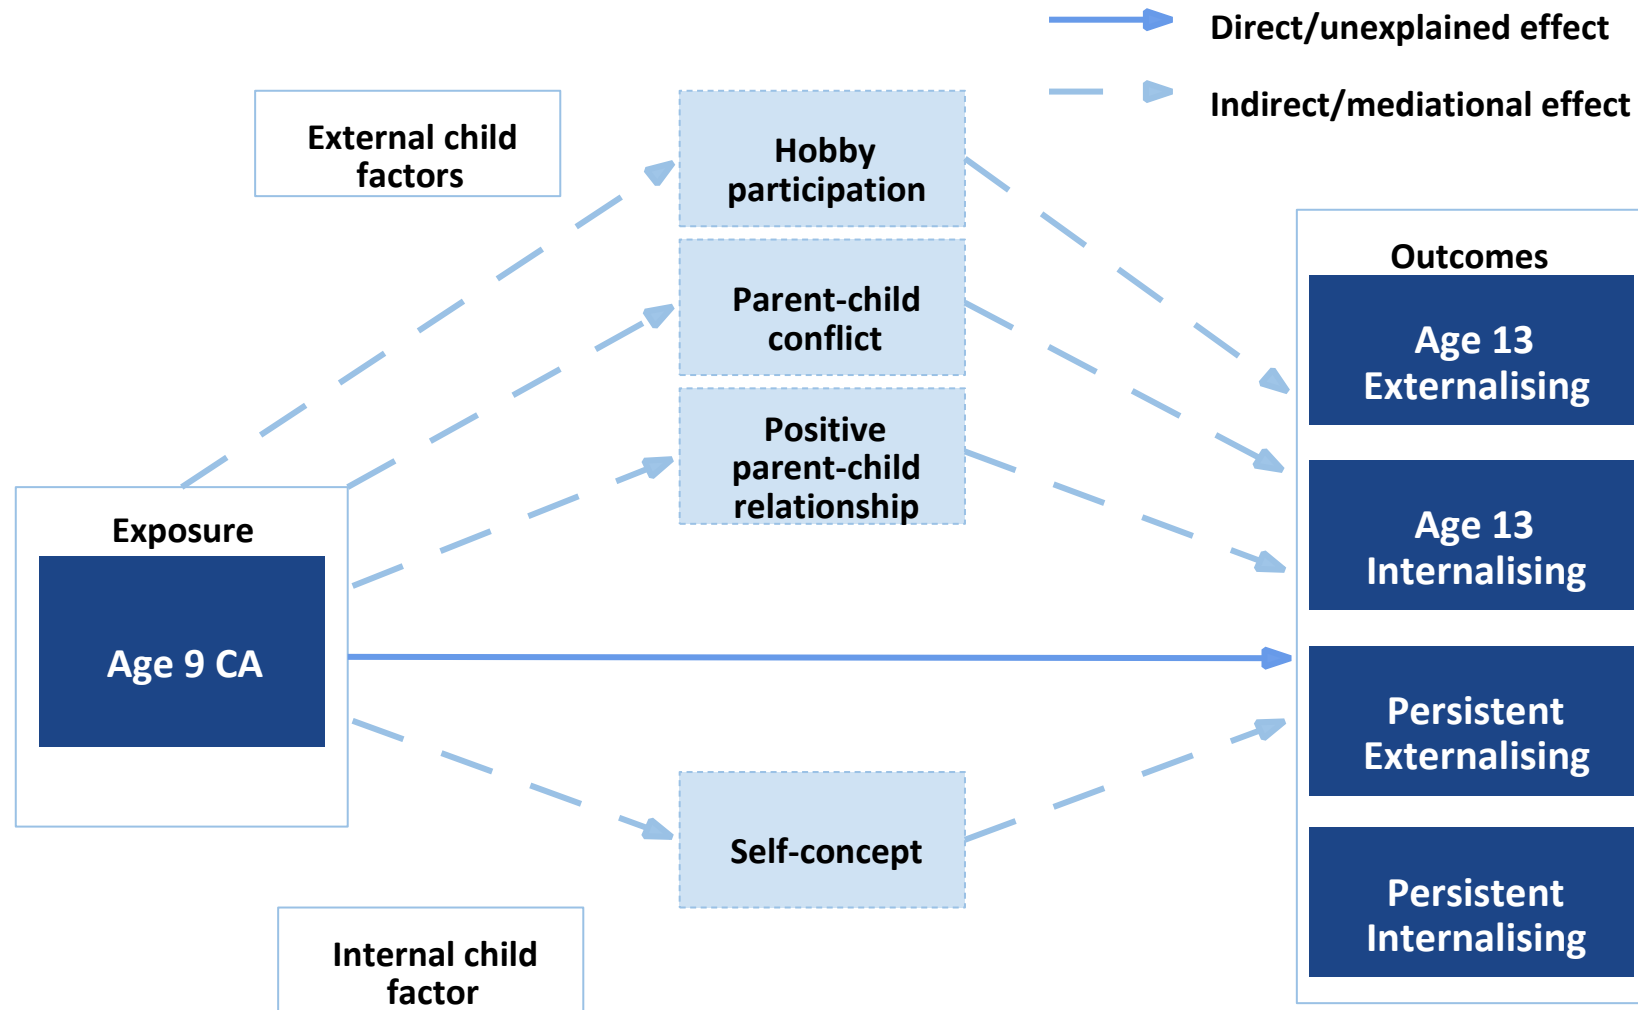 Direct/unexplained effect
Indirect/mediational effect
External child
factors
Hobby
participation
Parent-child
conflict
Positive
parent-child
relationship
Exposure
Age 9 CA
Self-concept
Internal child
factor
Outcomes
Age 13
Externalising
Age 13
Internalising
Persistent
Externalising
Persistent
Internalising